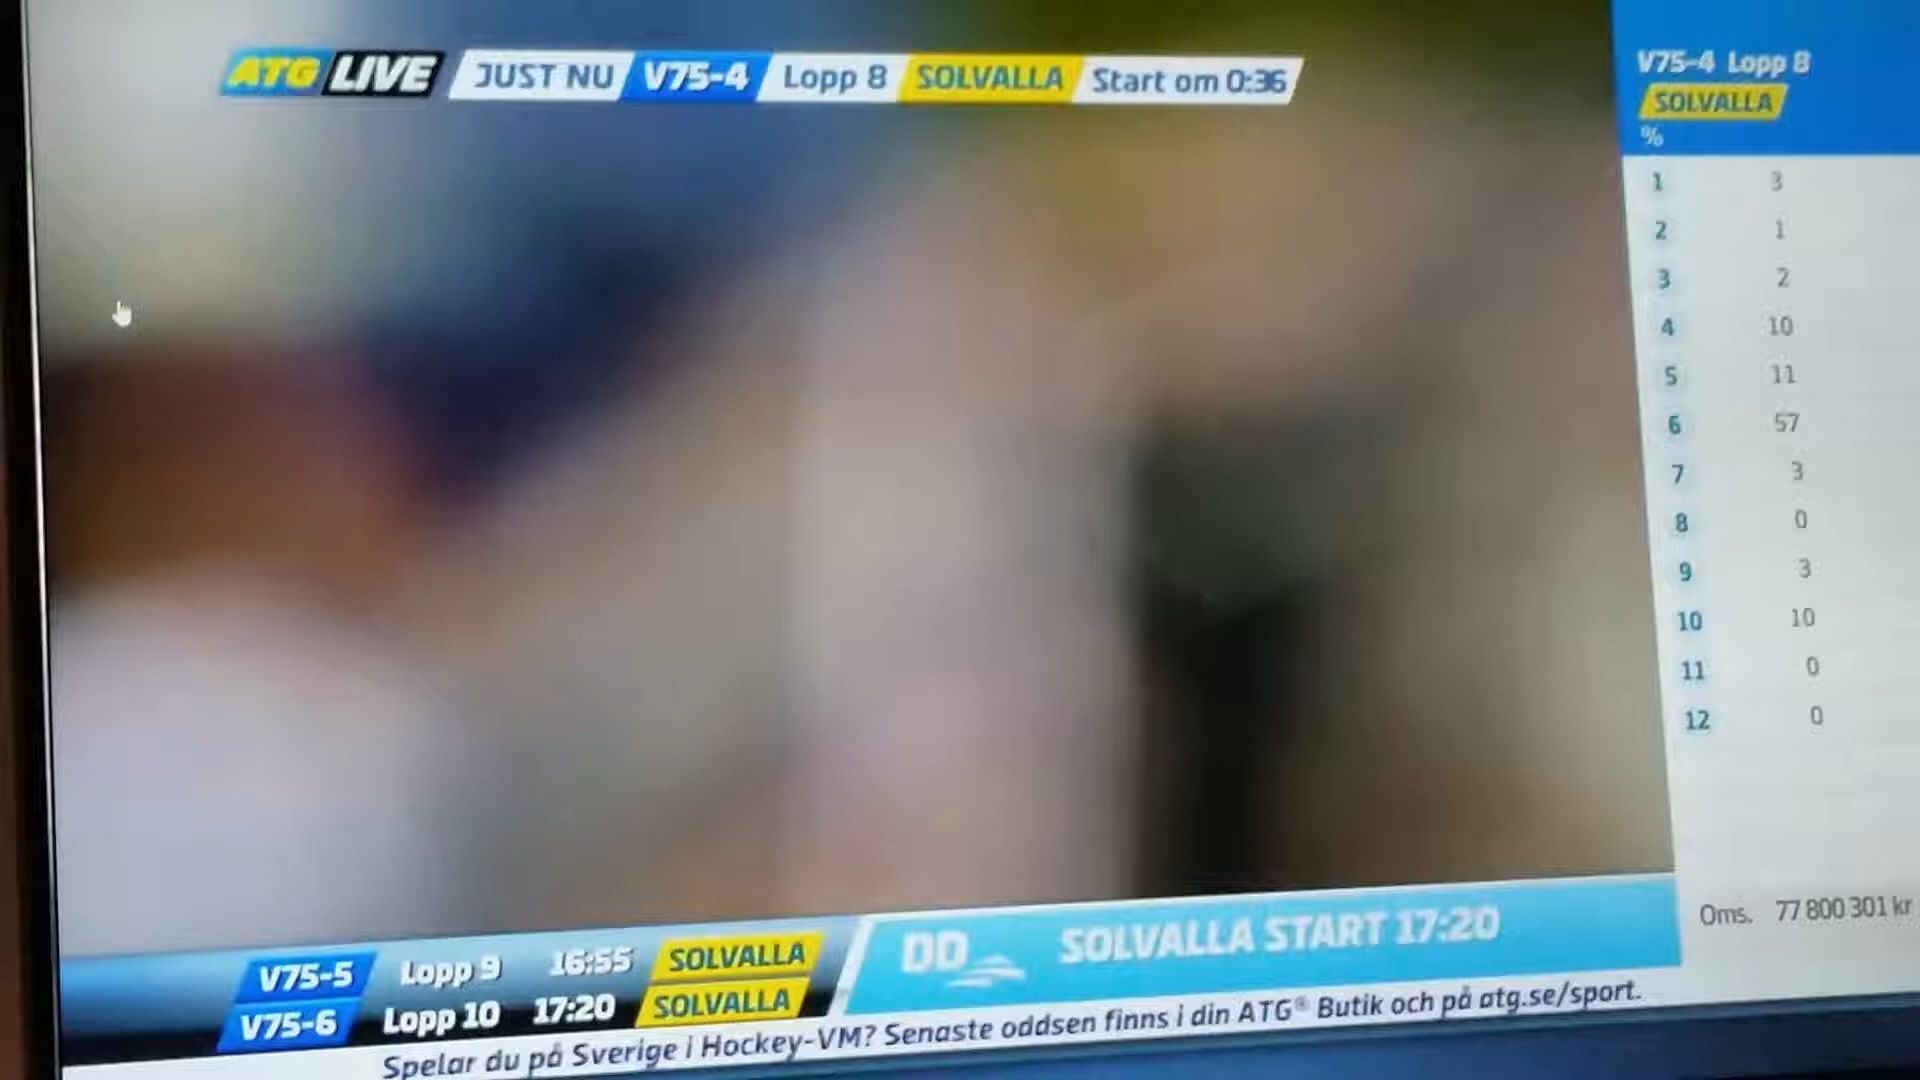 ATG LIVE JUST NU V75-4 Lopp 8 SOLVALLA Start om 0:36
V75-4 Lopp 8
SOLVALLA
%
1 3
2 1
3 2
4 10
5 11
6 57
7 3
8 0
9 3
10 10
11 0
12 0
Oms. 77 800 301 kr
V75-5 Lopp 9 16:55 SOLVALLA
V75-6 Lopp 10 17:20 SOLVALLA
DD SOLVALLA START 17:20
Spelar du på Sverige i Hockey-VM? Senaste oddsen finns i din ATG® Butik och på atg.se/sport.